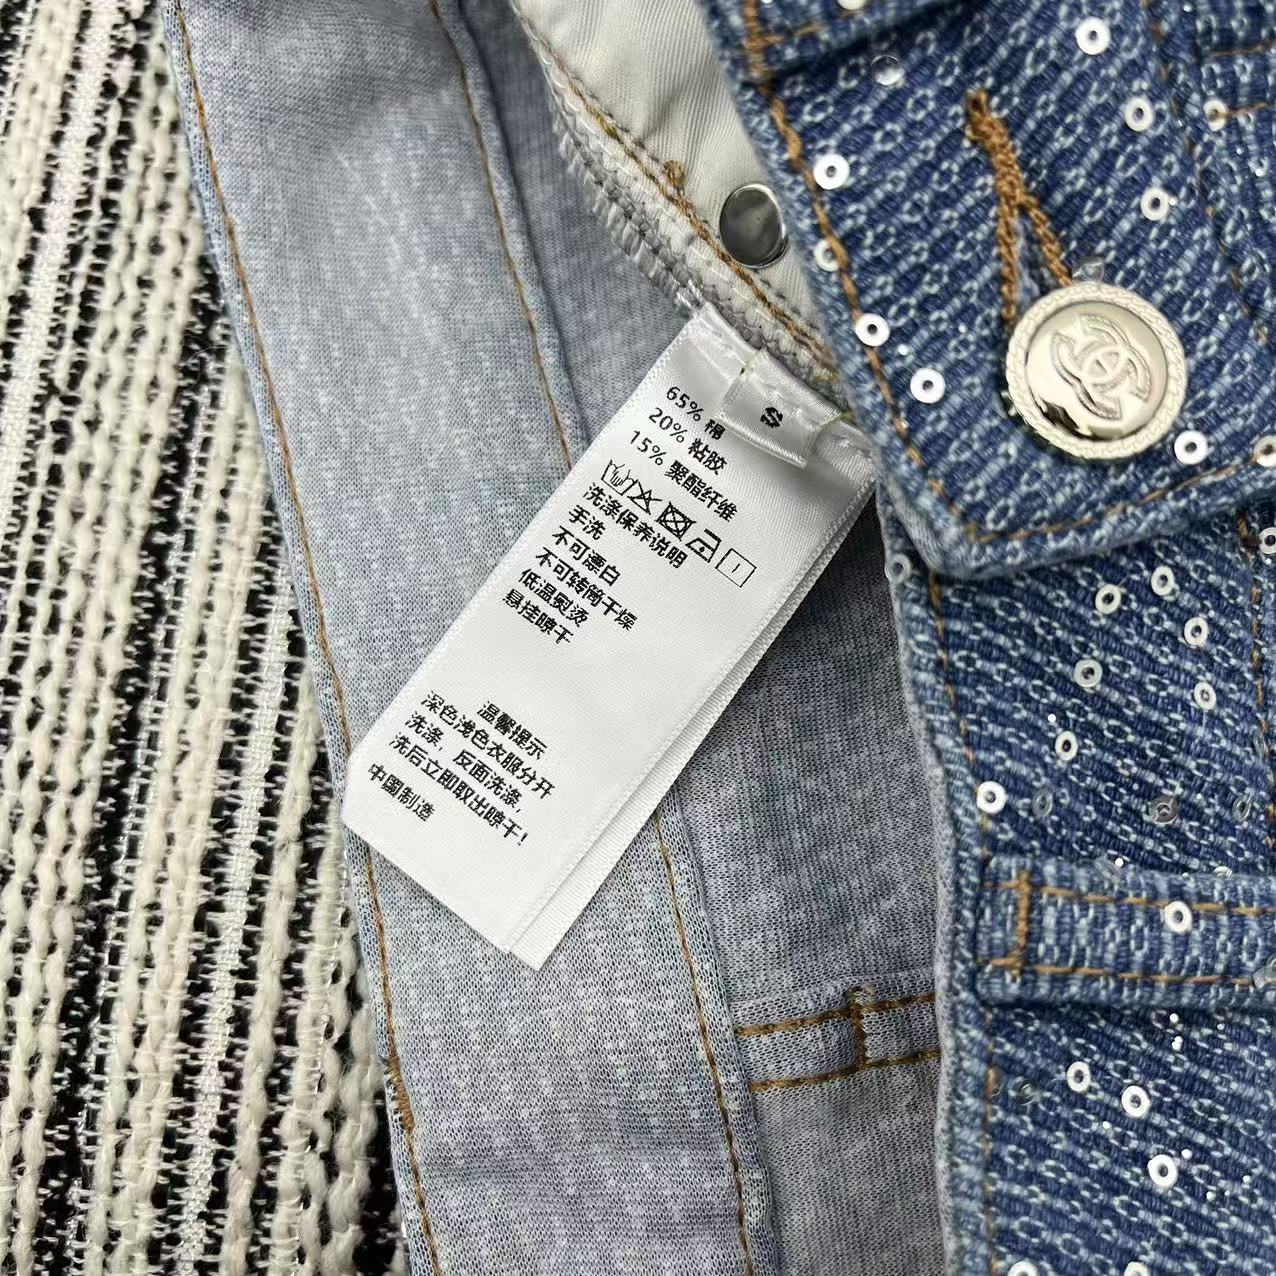 S
65% 棉
20% 粘胶
15% 聚酯纤维
洗涤保养说明
手洗
不可漂白
不可转筒干燥
低温熨烫
悬挂晾干
温馨提示
深色浅色衣服分开
洗涤，反面洗涤，
洗后立即取出晾干！
中國制造